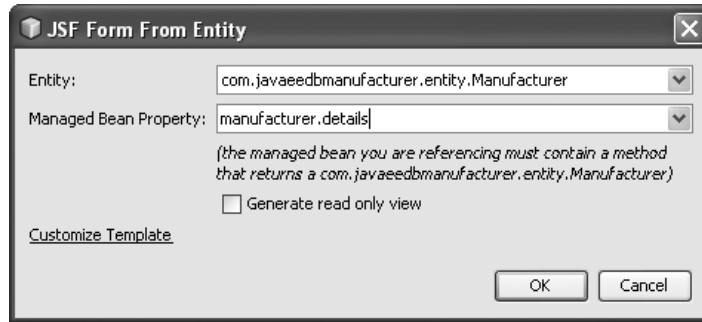 JSF Form From Entity
Entity: com.javaeedbmanufacturer.entity.Manufacturer
Managed Bean Property: manufacturer.details
(the managed bean you are referencing must contain a method
that returns a com.javaeedbmanufacturer.entity.Manufacturer)
Generate read only view
Customize Template
OK Cancel